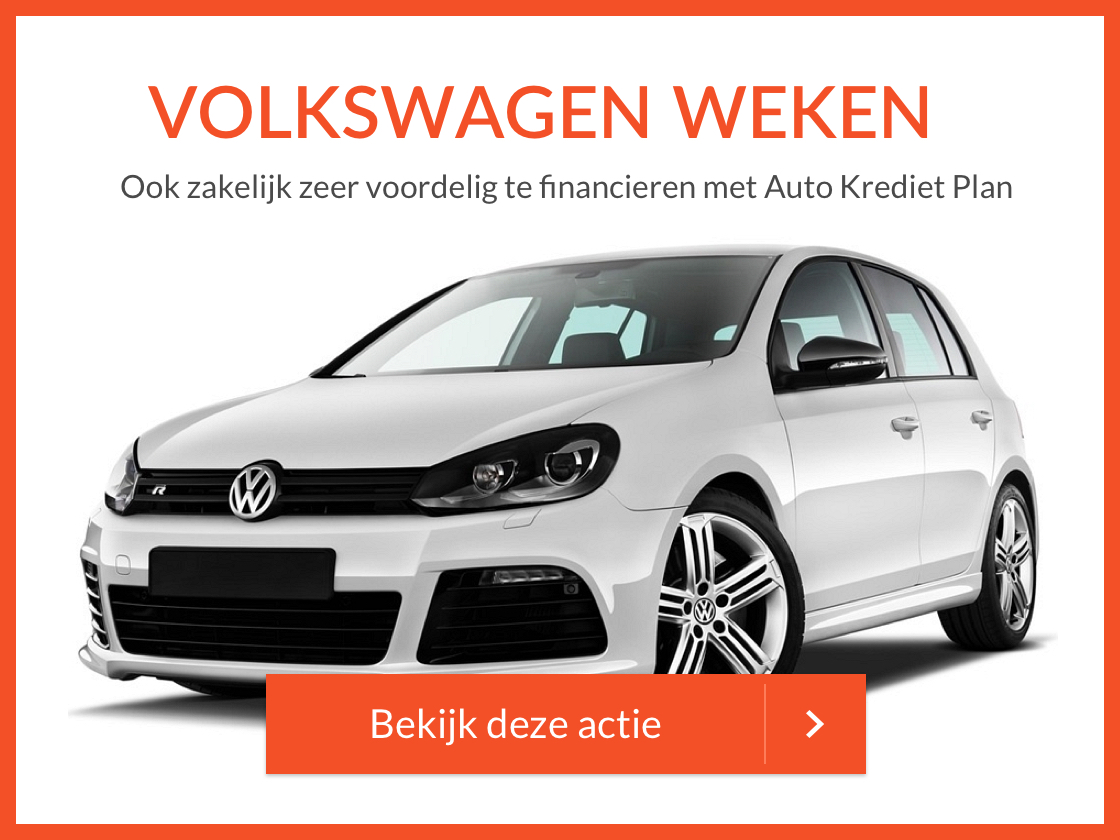 VOLKSWAGEN WEKEN
Ook zakelijk zeer voordelig te financieren met Auto Krediet Plan
R
Bekijk deze actie